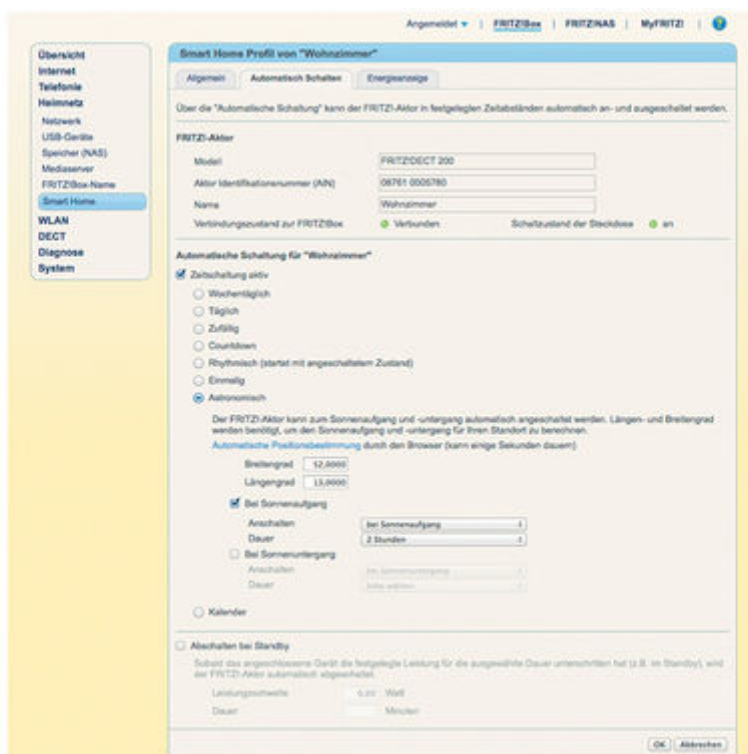 Angemeldet | FRITZ!Box | FRITZ!NAS | MyFRITZ! | ?
Übersicht
Internet
Telefonie
Heimnetz
Netzwerk
USB-Geräte
Speicher (NAS)
Mediaserver
FRITZ!Box-Name
Smart Home
WLAN
DECT
Diagnose
System
Smart Home Profil von "Wohnzimmer"
Allgemein Automatisch Schalten Energieanzeige
Über die "Automatische Schaltung" kann der FRITZ!-Aktor in festgelegten Zeitabständen automatisch an- und ausgeschaltet werden.
FRITZ!-Aktor
Modell FRITZ!DECT 200
Aktor Identifikationsnummer (AIN) 08761 0005780
Name Wohnzimmer
Verbindungszustand zur FRITZ!Box Verbunden Schaltzustand der Steckdose an
Automatische Schaltung für "Wohnzimmer"
Zeitschaltung aktiv
Wochentäglich
Täglich
Zufällig
Countdown
Rhythmisch (startet mit angeschaltetem Zustand)
Einmalig
Astronomisch
Der FRITZ!-Aktor kann zum Sonnenaufgang und -untergang automatisch angeschaltet werden. Längen- und Breitengrad
werden benötigt, um den Sonnenaufgang und -untergang für Ihren Standort zu berechnen.
Automatische Positionsbestimmung durch den Browser (kann einige Sekunden dauern)
Breitengrad 52,0000
Längengrad 13,0000
Bei Sonnenaufgang
Anschalten bei Sonnenaufgang
Dauer 2 Stunden
Bei Sonnenuntergang
Anschalten bei Sonnenuntergang
Dauer bitte wählen
Kalender
Abschalten bei Standby
Sobald das angeschlossene Gerät die festgelegte Leistung für die ausgewählte Dauer unterschritten hat (z.B. im Standby), wird
der FRITZ!-Aktor automatisch abgeschaltet.
Leistungsschwelle Watt
Dauer Minuten
OK Abbrechen